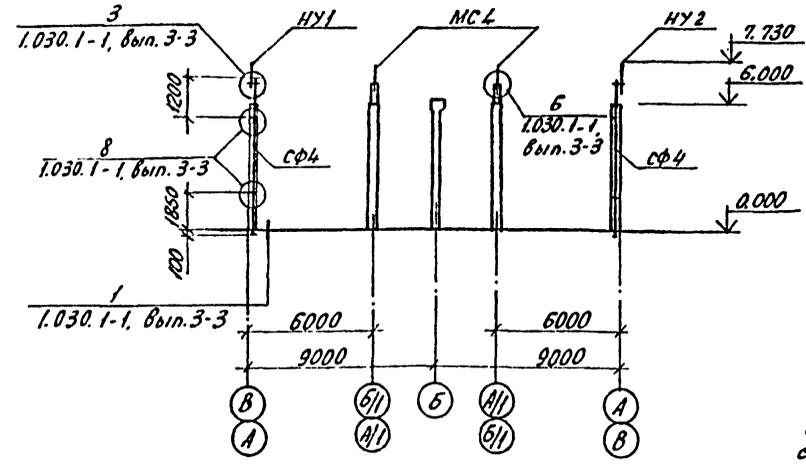 3
1.030.1-1, вып. 3-3
НУ1
МС4
НУ2
7.730
6.000
1200
6
1.030.1-1,
вып. 3-3
8
1.030.1-1, вып. 3-3
СФ4
СФ4
1850
0.000
100
1
1.030.1-1, вып. 3-3
6000
6000
9000
9000
В
Б/1
Б
А/1
А
А
А/1
Б/1
В